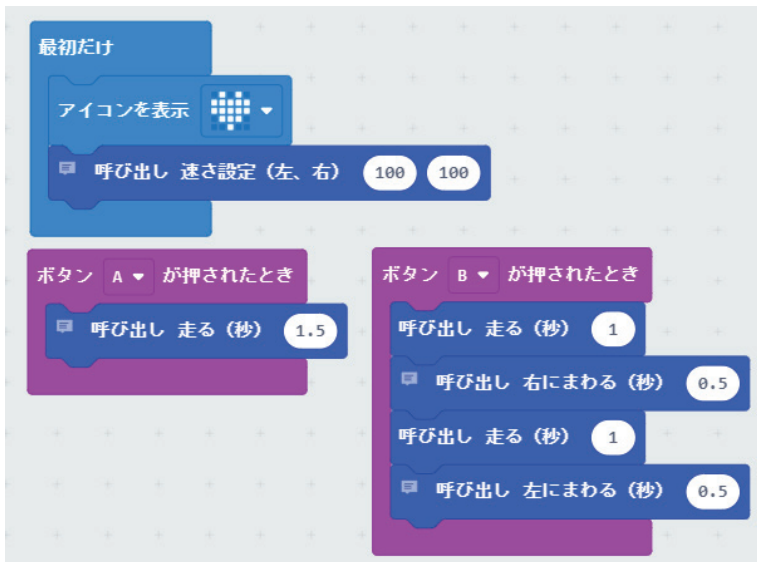 最初だけ
アイコンを表示
呼び出し 速さ設定 (左、右) 100 100
ボタン A が押されたとき
呼び出し 走る (秒) 1.5
ボタン B が押されたとき
呼び出し 走る (秒) 1
呼び出し 右にまわる (秒) 0.5
呼び出し 走る (秒) 1
呼び出し 左にまわる (秒) 0.5